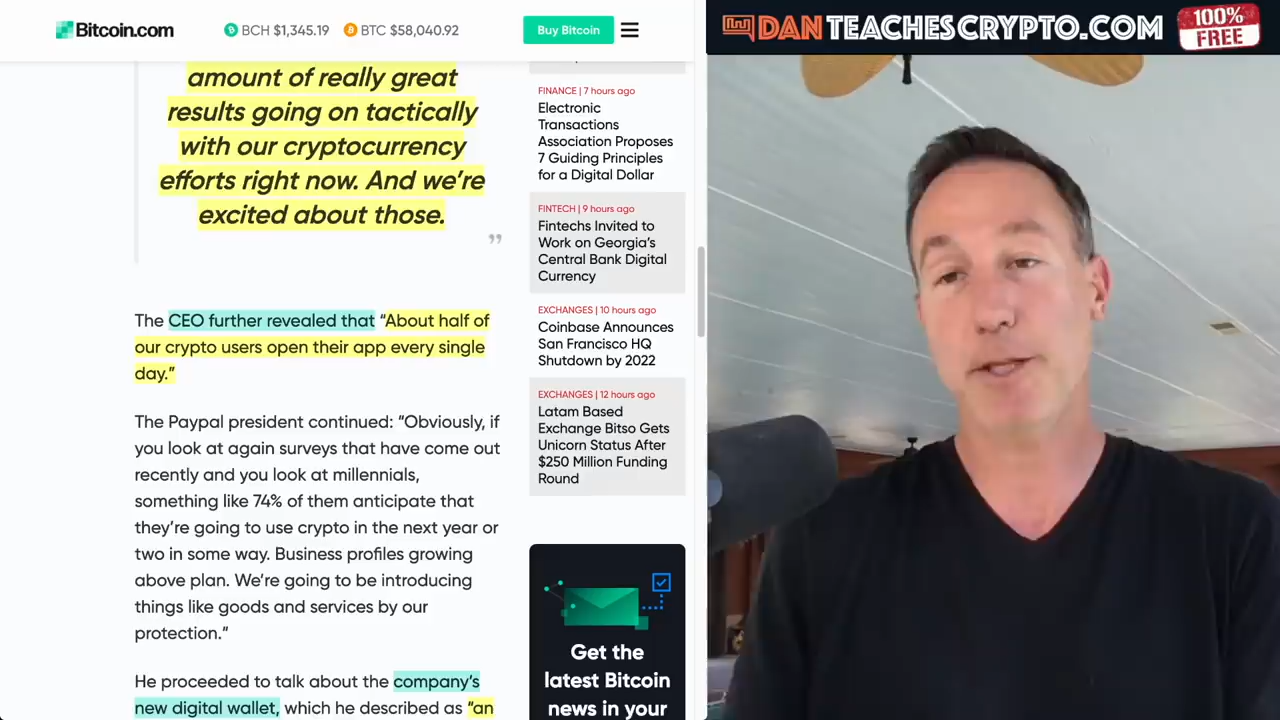 Bitcoin.com
BCH $1,345.19
BTC $58,040.92
Buy Bitcoin
amount of really great
results going on tactically
with our cryptocurrency
efforts right now. And we're
excited about those.
”
The CEO further revealed that “About half of
our crypto users open their app every single
day.”
The Paypal president continued: “Obviously, if
you look at again surveys that have come out
recently and you look at millennials,
something like 74% of them anticipate that
they're going to use crypto in the next year or
two in some way. Business profiles growing
above plan. We're going to be introducing
things like goods and services by our
protection.“
He proceeded to talk about the company's
new digital wallet, which he described as “an
FINANCE | 7 hours ago
Electronic
Transactions
Association Proposes
7 Guiding Principles
for a Digital Dollar
FINTECH | 9 hours ago
Fintechs Invited to
Work on Georgia's
Central Bank Digital
Currency
EXCHANGES | 10 hours ago
Coinbase Announces
San Francisco HQ
Shutdown by 2022
EXCHANGES | 12 hours ago
Latam Based
Exchange Bitso Gets
Unicorn Status After
$250 Million Funding
Round
Get the
latest Bitcoin
news in your
DANTEACHESCRYPTO.COM
100%
FREE